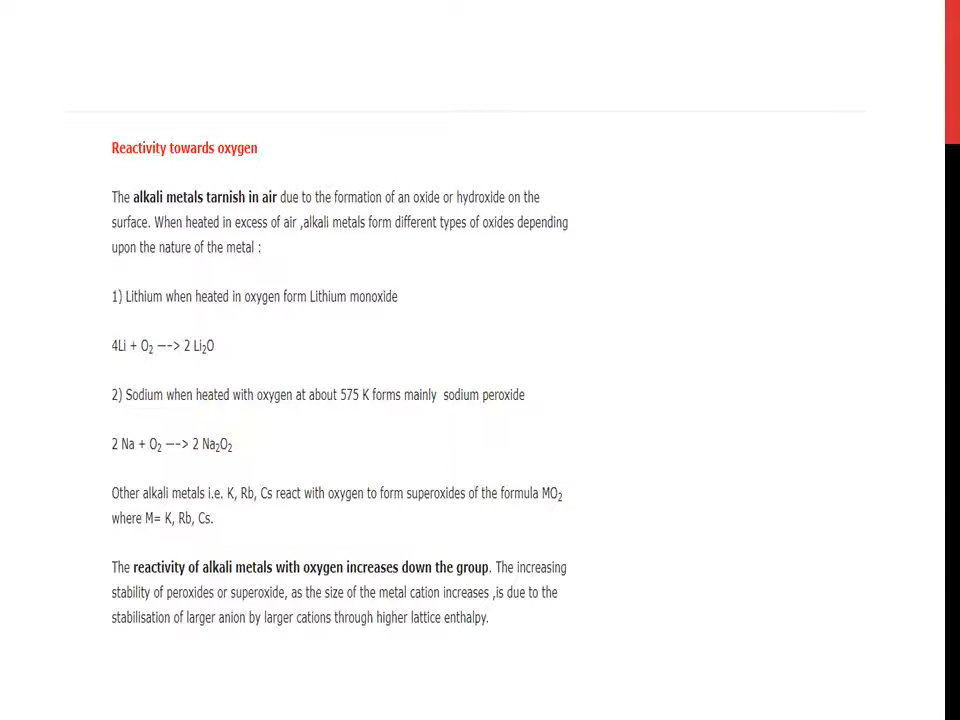 Reactivity towards oxygen
The alkali metals tarnish in air due to the formation of an oxide or hydroxide on the
surface. When heated in excess of air ,alkali metals form different types of oxides depending
upon the nature of the metal :
1) Lithium when heated in oxygen form Lithium monoxide
4Li + O₂ —–> 2 Li₂O
2) Sodium when heated with oxygen at about 575 K forms mainly  sodium peroxide
2 Na + O₂ —–> 2 Na₂O₂
Other alkali metals i.e. K, Rb, Cs react with oxygen to form superoxides of the formula MO₂
where M= K, Rb, Cs.
The reactivity of alkali metals with oxygen increases down the group. The increasing
stability of peroxides or superoxide, as the size of the metal cation increases ,is due to the
stabilisation of larger anion by larger cations through higher lattice enthalpy.